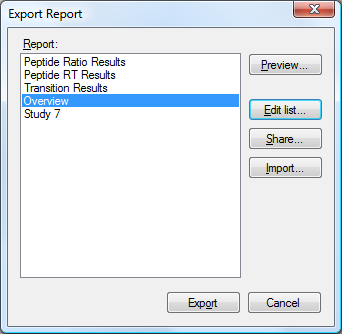 Export Report
Report:
Peptide Ratio Results
Peptide RT Results
Transition Results
Overview
Study 7
Preview...
Edit list...
Share...
Import...
Export
Cancel